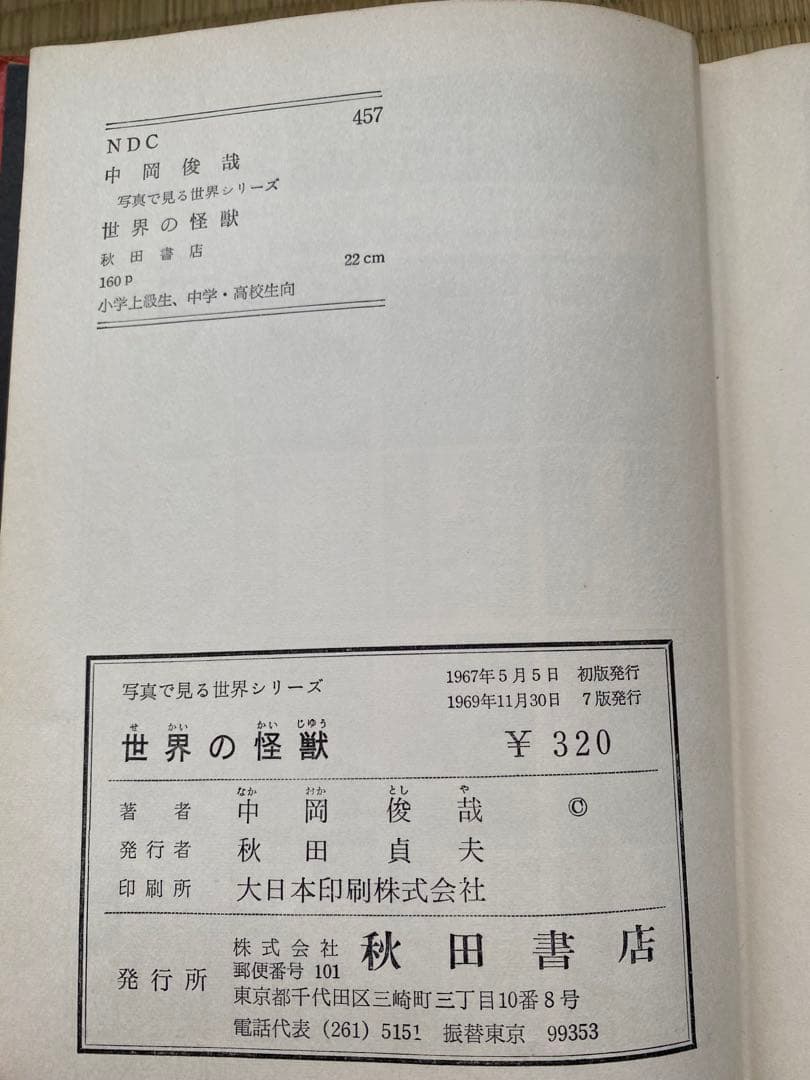 NDC 457
中岡俊哉
写真で見る世界シリーズ
世界の怪獣
秋田書店
160p 22cm
小学上級生、中学・高校生向
写真で見る世界シリーズ
1967年5月5日 初版発行
1969年11月30日 7版発行
せ かい かい じゆう
世界の怪獣
¥320
なか おか とし や
著者 中岡俊哉 ©
発行者 秋田貞夫
印刷所 大日本印刷株式会社
発行所
株式会社 秋田書店
郵便番号 101
東京都千代田区三崎町三丁目10番8号
電話代表 (261) 5151 振替東京 99353